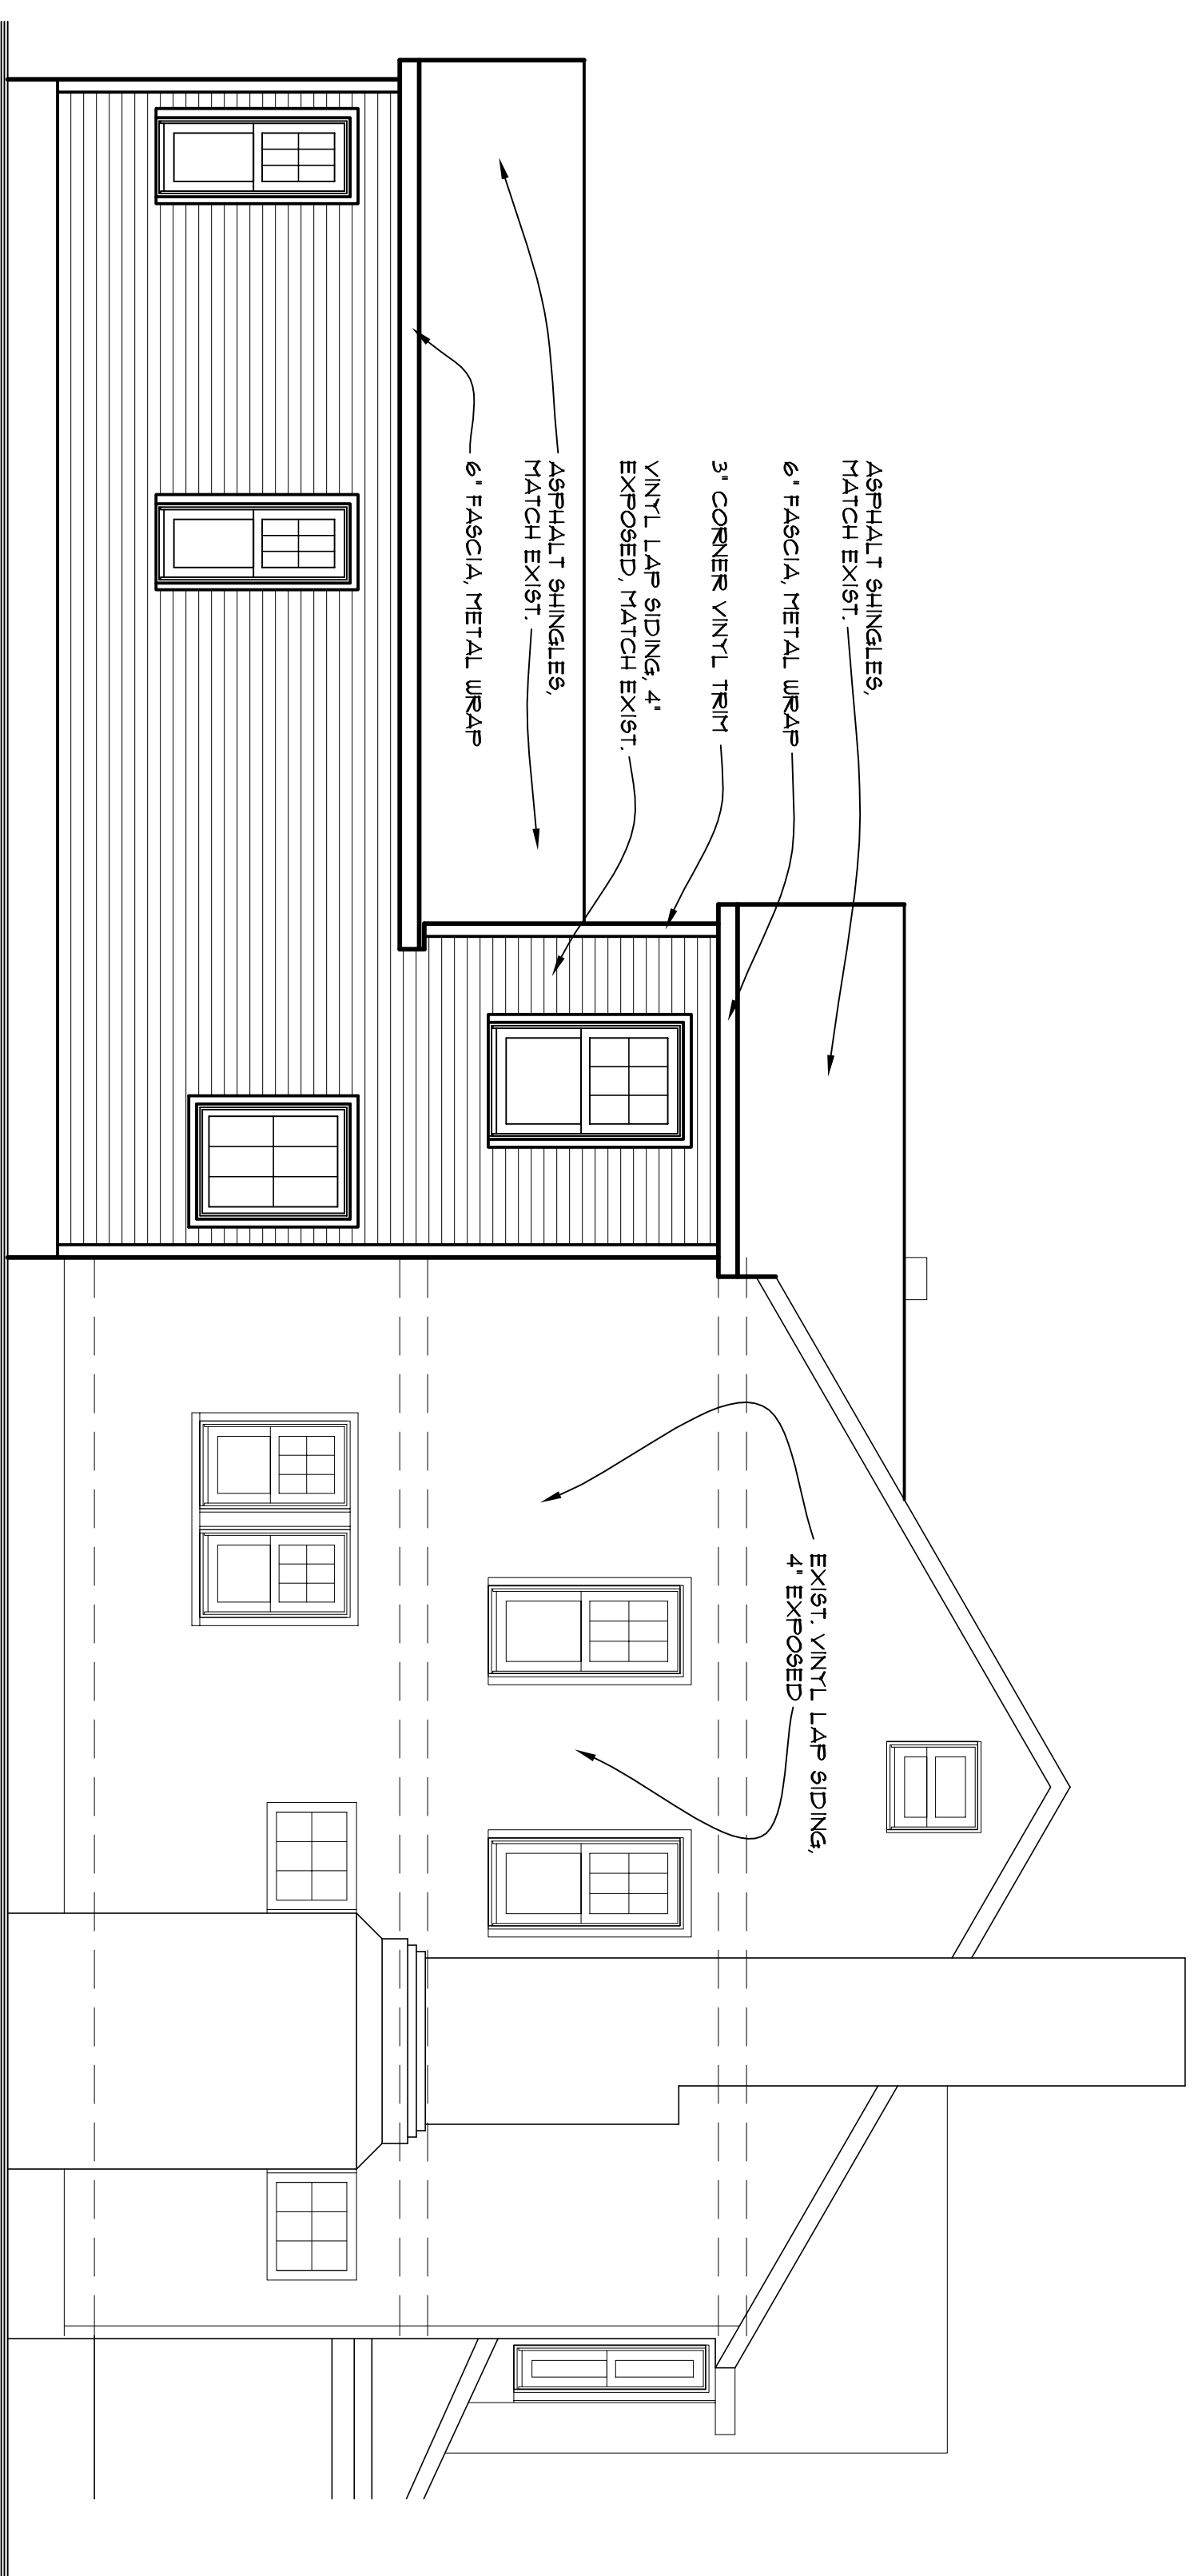 ASPHALT SHINGLES,
MATCH EXIST.
6" FASCIA, METAL WRAP
3" CORNER VINYL TRIM
VINYL LAP SIDING, 4"
EXPOSED, MATCH EXIST.
ASPHALT SHINGLES,
MATCH EXIST.
6" FASCIA, METAL WRAP
EXIST. VINYL LAP SIDING,
4" EXPOSED